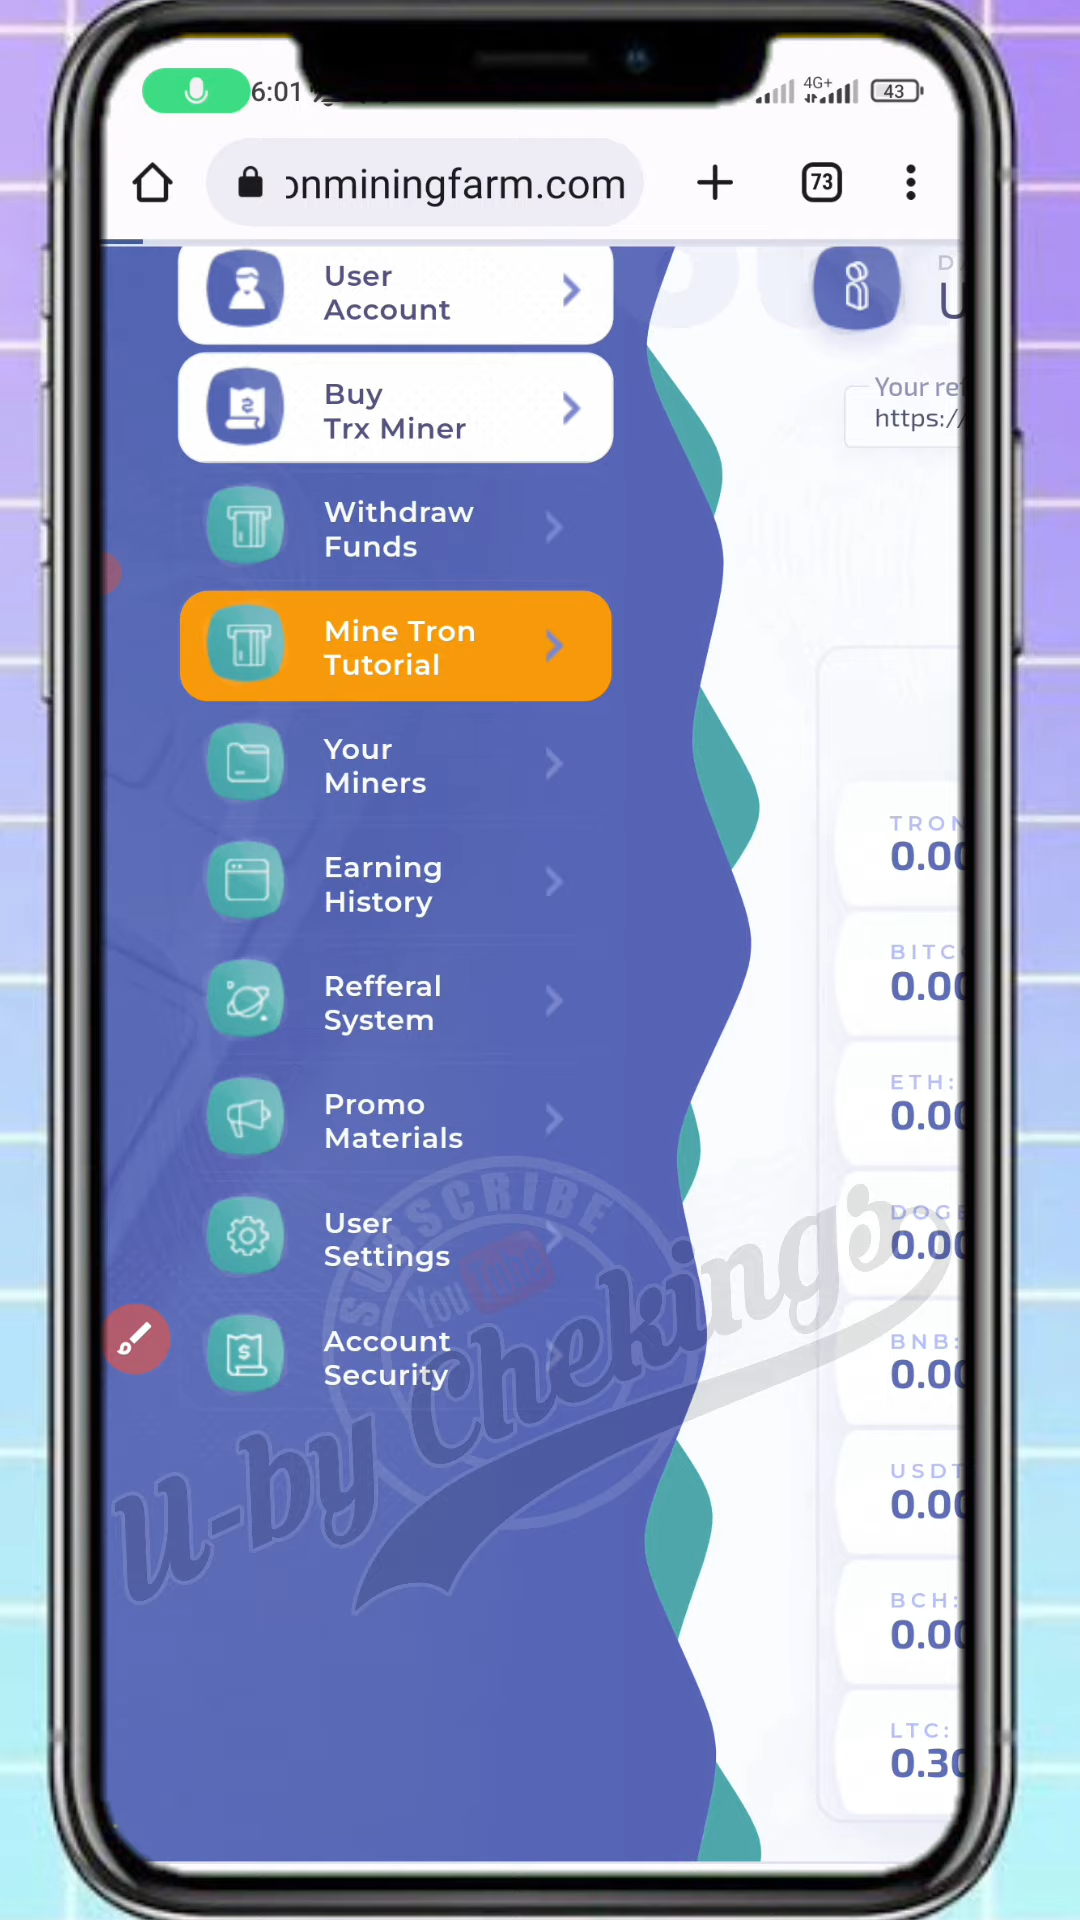 6:01
4G+
43
onminingfarm.com
73
User
Account
Buy
Trx Miner
Withdraw
Funds
Mine Tron
Tutorial
Your
Miners
Earning
History
Refferal
System
Promo
Materials
User
Settings
Account
Security
D
U
Your re
https:/
TRON
0.00
BITC
0.00
ETH:
0.00
DOGE
0.00
BNB:
0.00
USDT
0.00
BCH:
0.00
LTC:
0.30
SUBSCRIBE
YouTube
U-by Chekings